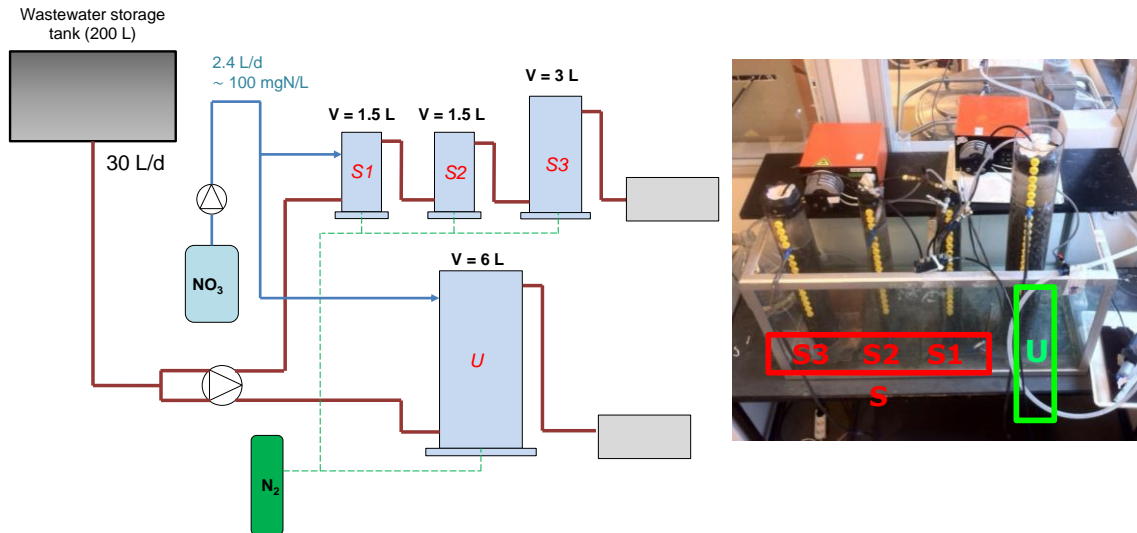 Wastewater storage
tank (200 L)
30 L/d
2.4 L/d
~ 100 mgN/L
NO3
V = 1.5 L
S1
V = 1.5 L
S2
V = 3 L
S3
V = 6 L
U
N2
S3 S2 S1
S
U